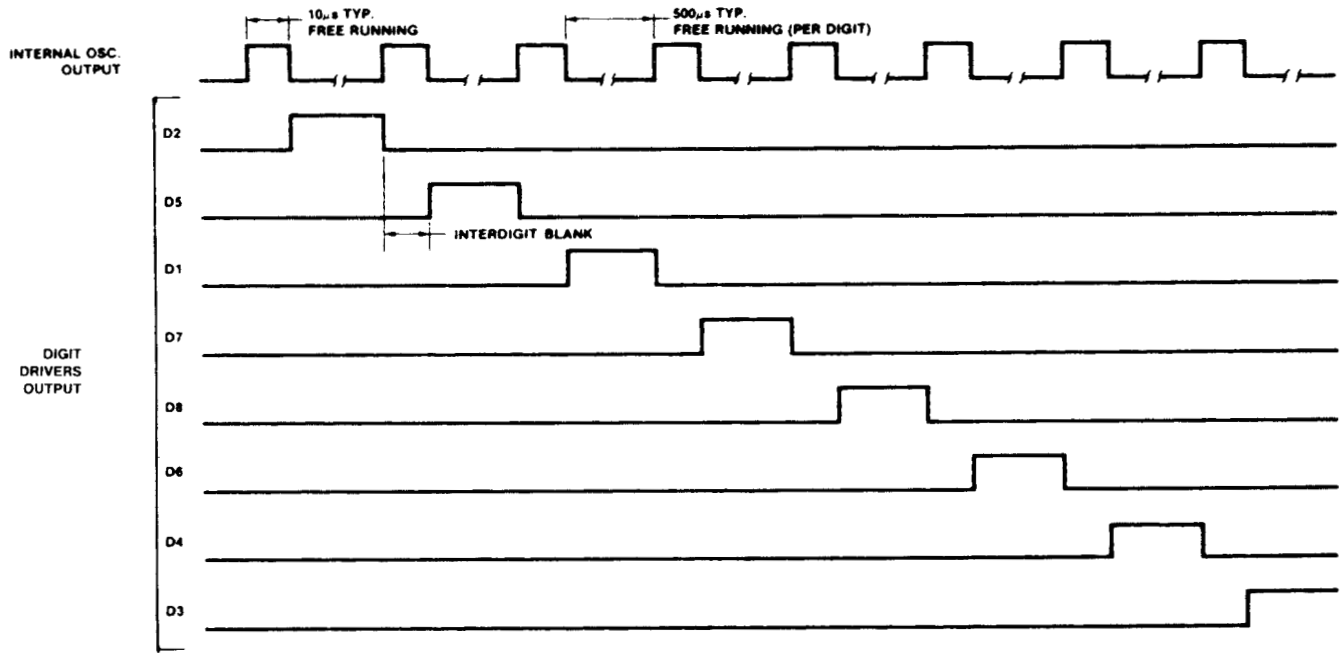 10µs TYP.
FREE RUNNING
500µs TYP.
FREE RUNNING (PER DIGIT)
INTERNAL OSC.
OUTPUT
D2
D5
INTERDIGIT BLANK
D1
D7
DIGIT
DRIVERS
OUTPUT
D8
D6
D4
D3